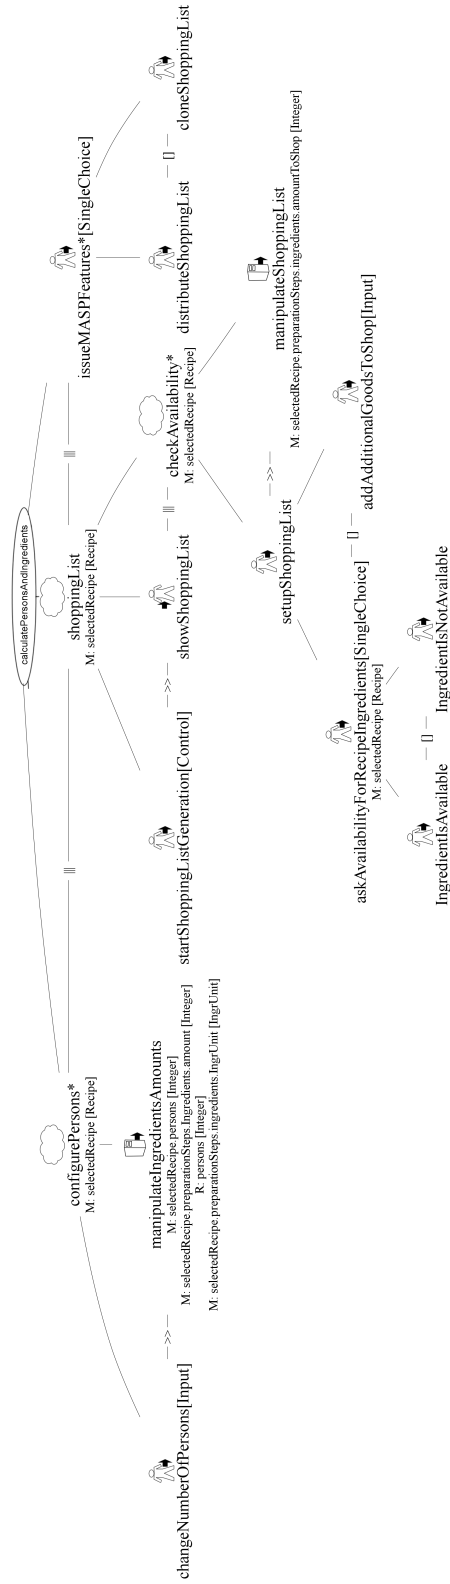 calculatePersonsAndIngredients
configurePersons*
M: selectedRecipe [Recipe]
|||
shoppingList
M: selectedRecipe [Recipe]
|||
issueMASPFeatures*[SingleChoice]
changeNumberOfPersons[Input]
>>
manipulateIngredientsAmounts
M: selectedRecipe.persons [Integer]
M: selectedRecipe.preparationSteps.Ingredients.amount [Integer]
R: persons [Integer]
M: selectedRecipe.preparationSteps.ingredients.IngrUnit [IngrUnit]
startShoppingListGeneration[Control]
>>
showShoppingList
|||
checkAvailability*
M: selectedRecipe [Recipe]
distributeShoppingList
[]
cloneShoppingList
setupShoppingList
>>
manipulateShoppingList
M: selectedRecipe.preparationSteps.ingredients.amountToShop [Integer]
askAvailabilityForRecipeIngredients[SingleChoice]
M: selectedRecipe [Recipe]
[]
addAdditionalGoodsToShop[Input]
IngredientIsAvailable
[]
IngredientIsNotAvailable